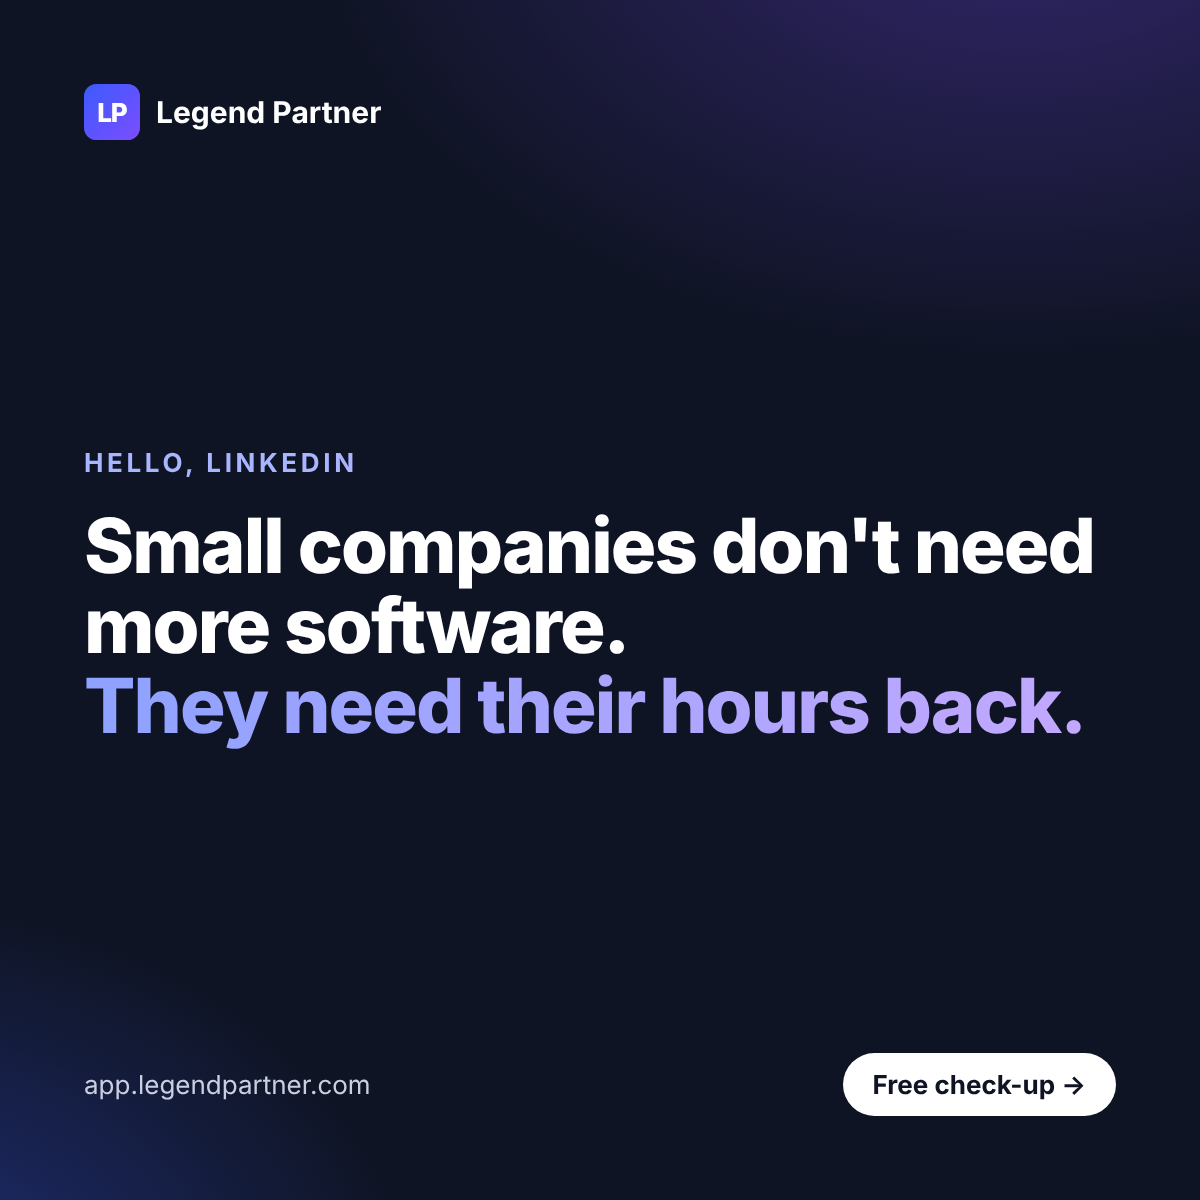 LP
Legend Partner
HELLO, LINKEDIN
Small companies don't need
more software.
They need their hours back.
app.legendpartner.com
Free check-up →